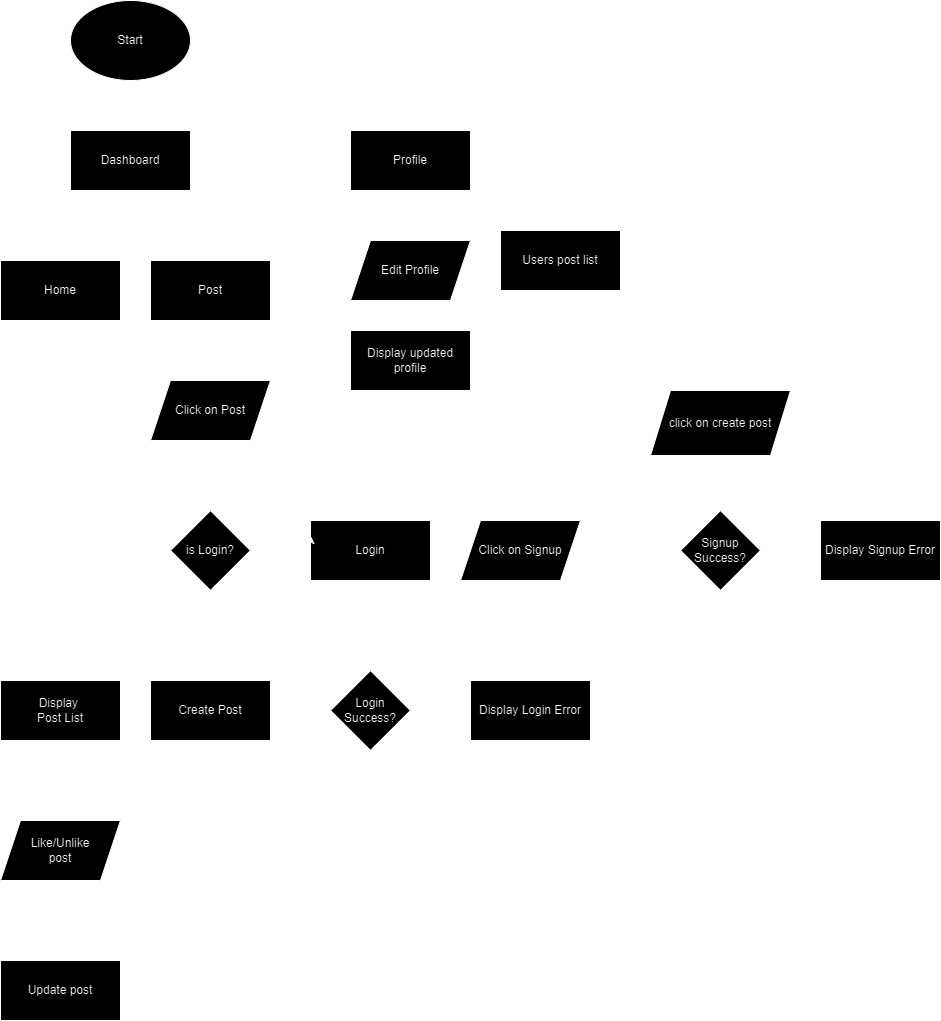 Start
Dashboard
Profile
Home
Post
Edit Profile
Users post list
Display updated
profile
Click on Post
click on create post
is Login?
Login
Click on Signup
Signup
Success?
Display Signup Error
Display
Post List
Create Post
Login
Success?
Display Login Error
Like/Unlike
post
Update post